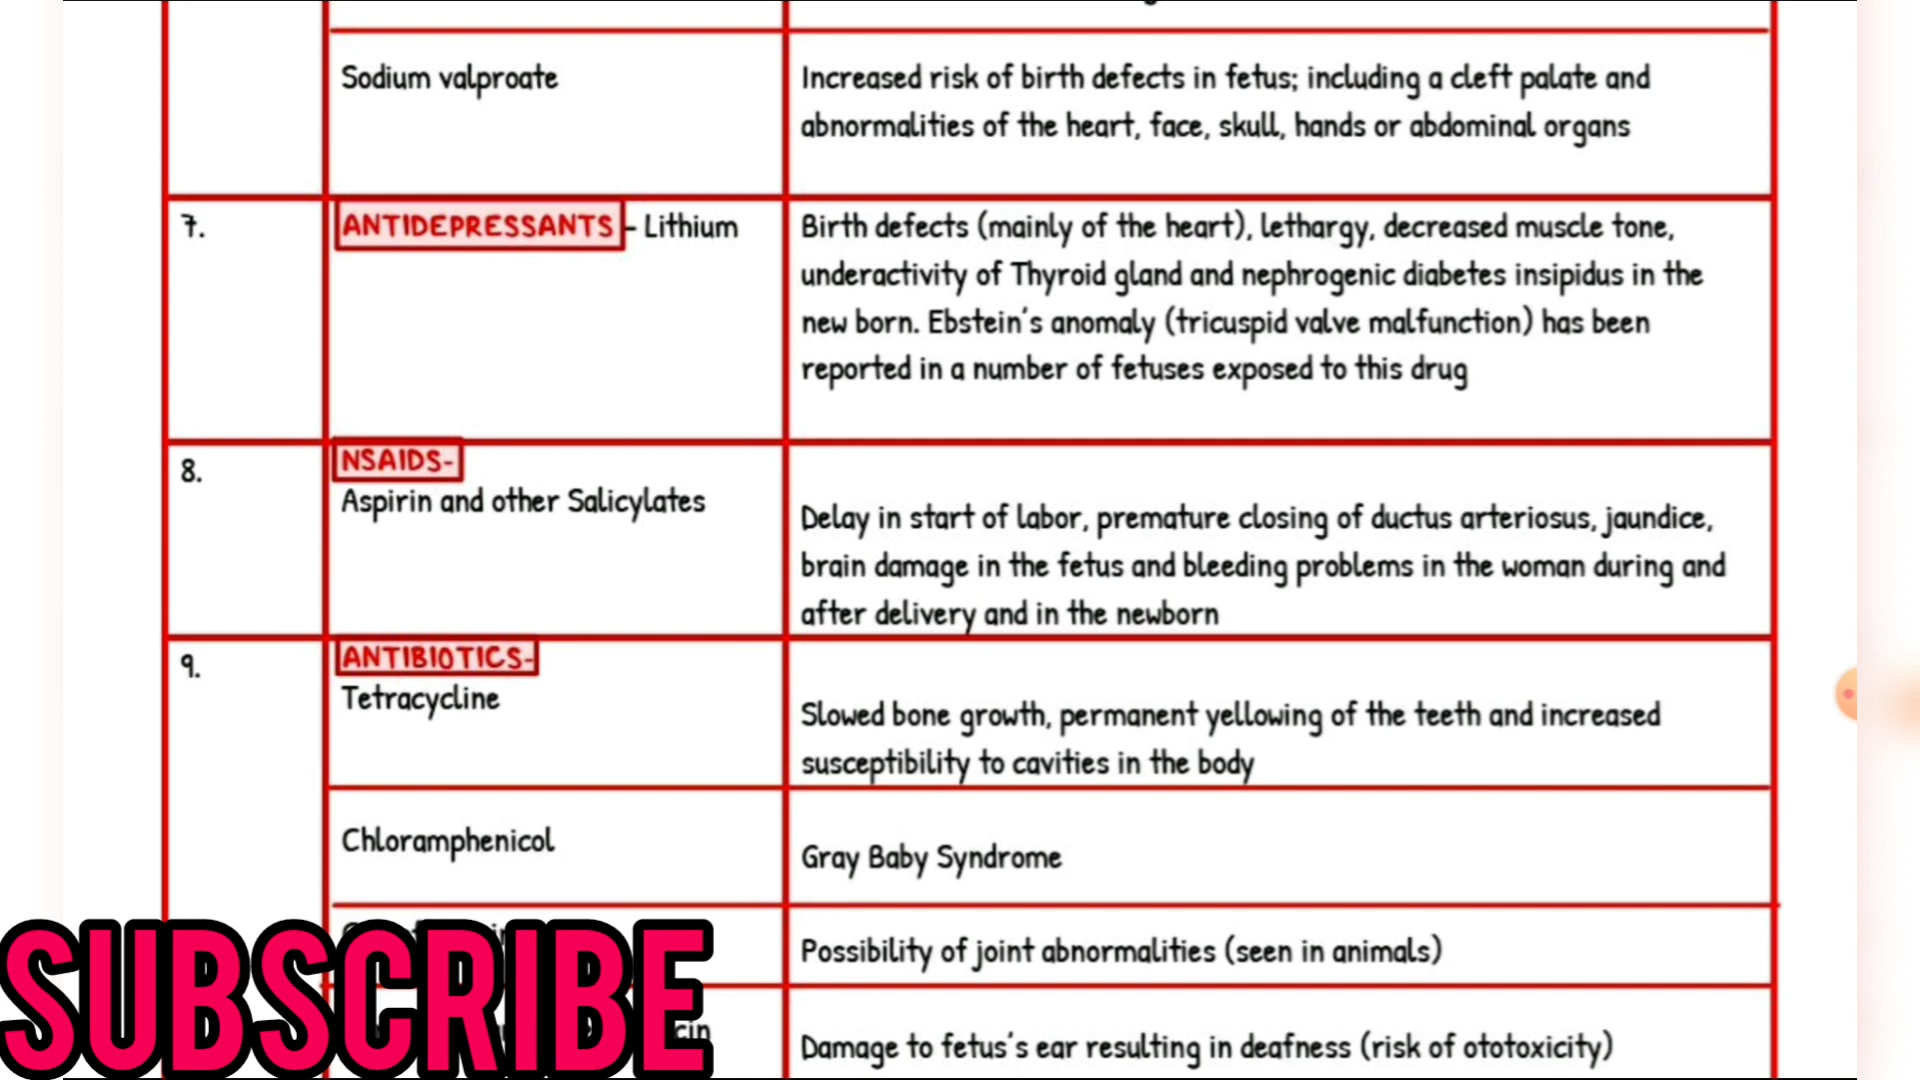 Sodium valproate
Increased risk of birth defects in fetus; including a cleft palate and
abnormalities of the heart, face, skull, hands or abdominal organs
7.
ANTIDEPRESSANTS - Lithium
Birth defects (mainly of the heart), lethargy, decreased muscle tone,
underactivity of Thyroid gland and nephrogenic diabetes insipidus in the
new born. Ebstein's anomaly (tricuspid valve malfunction) has been
reported in a number of fetuses exposed to this drug
8.
NSAIDS-
Aspirin and other Salicylates
Delay in start of labor, premature closing of ductus arteriosus, jaundice,
brain damage in the fetus and bleeding problems in the woman during and
after delivery and in the newborn
9.
ANTIBIOTICS-
Tetracycline
Slowed bone growth, permanent yellowing of the teeth and increased
susceptibility to cavities in the body
Chloramphenicol
Gray Baby Syndrome
Possibility of joint abnormalities (seen in animals)
Damage to fetus's ear resulting in deafness (risk of ototoxicity)
SUBSCRIBE